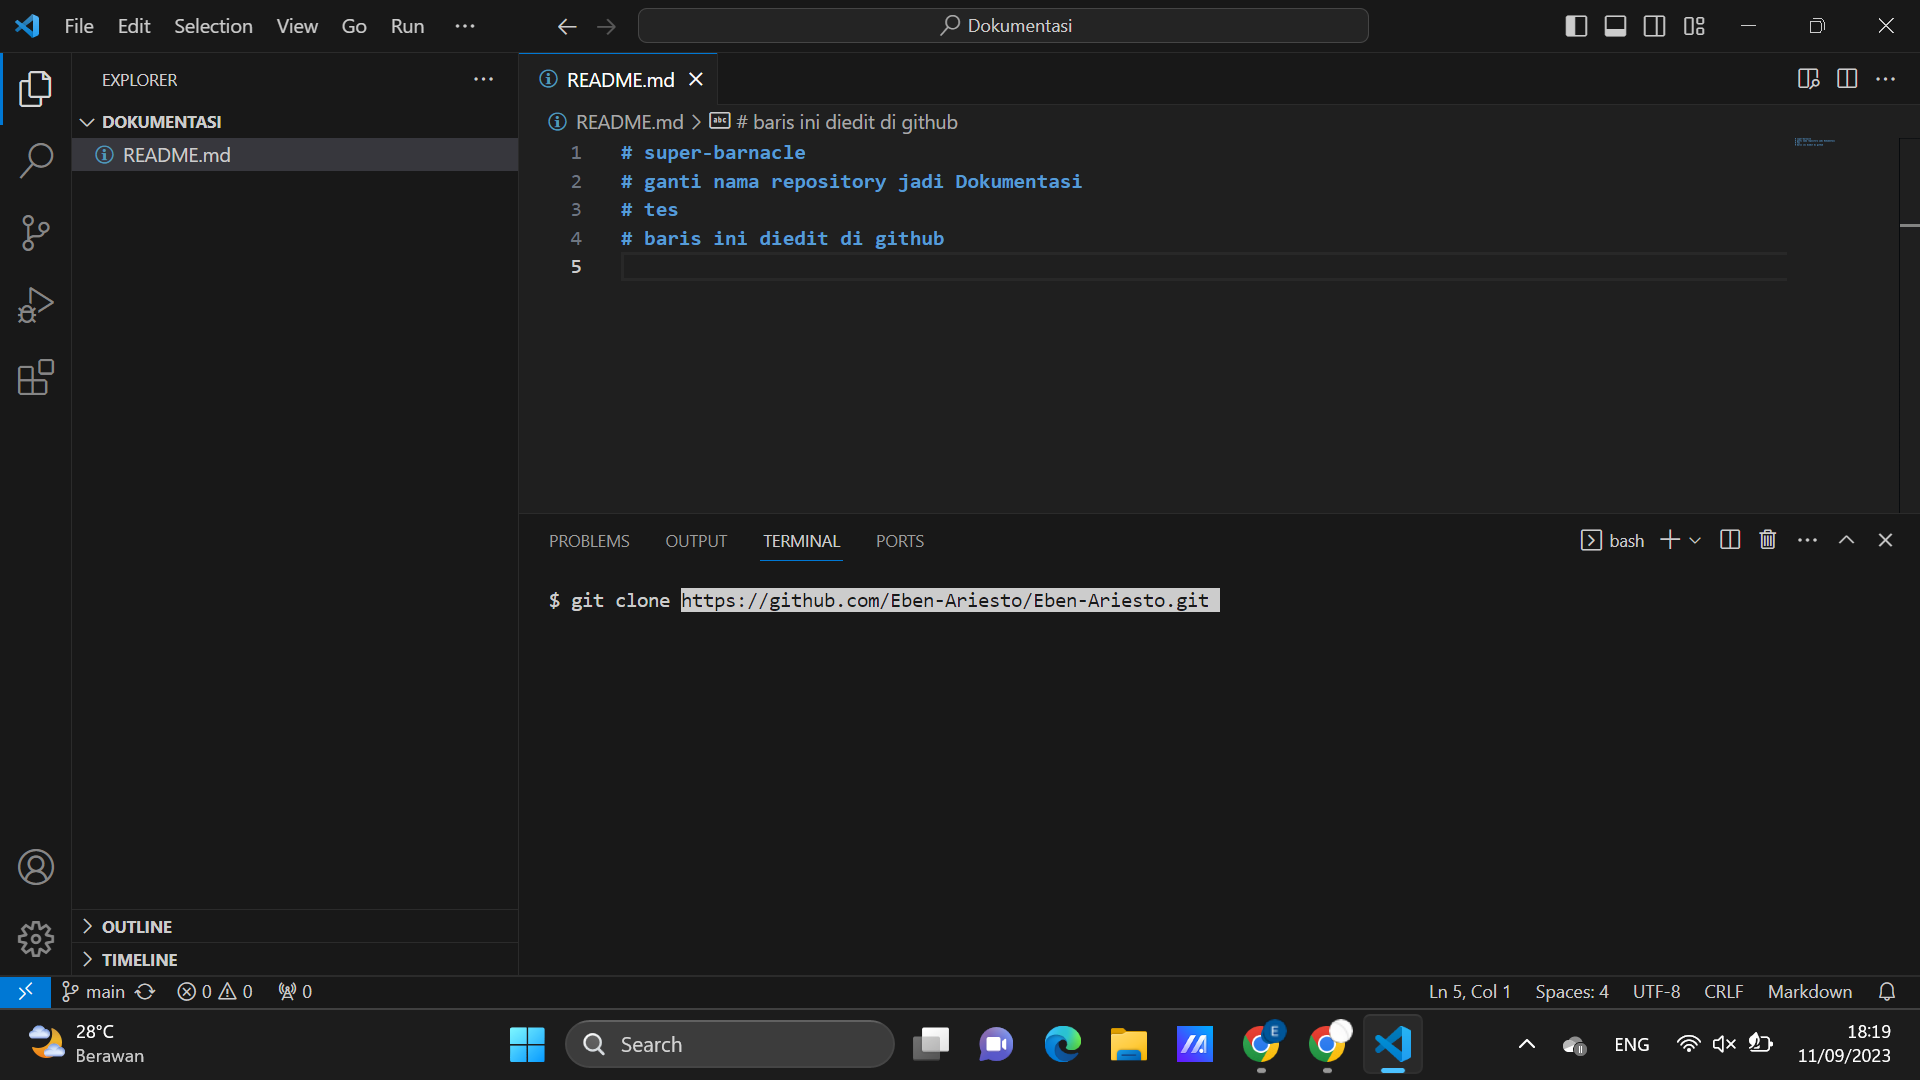 File Edit Selection View Go Run ···
Dokumentasi
EXPLORER
DOKUMENTASI
README.md
OUTLINE
TIMELINE
README.md
README.md > # baris ini diedit di github
1 # super-barnacle
2 # ganti nama repository jadi Dokumentasi
3 # tes
4 # baris ini diedit di github
5
PROBLEMS OUTPUT TERMINAL PORTS
bash
$ git clone https://github.com/Eben-Ariesto/Eben-Ariesto.git
main 0 0 0
Ln 5, Col 1 Spaces: 4 UTF-8 CRLF Markdown
28°C
Berawan
Search
E
ENG
18:19
11/09/2023